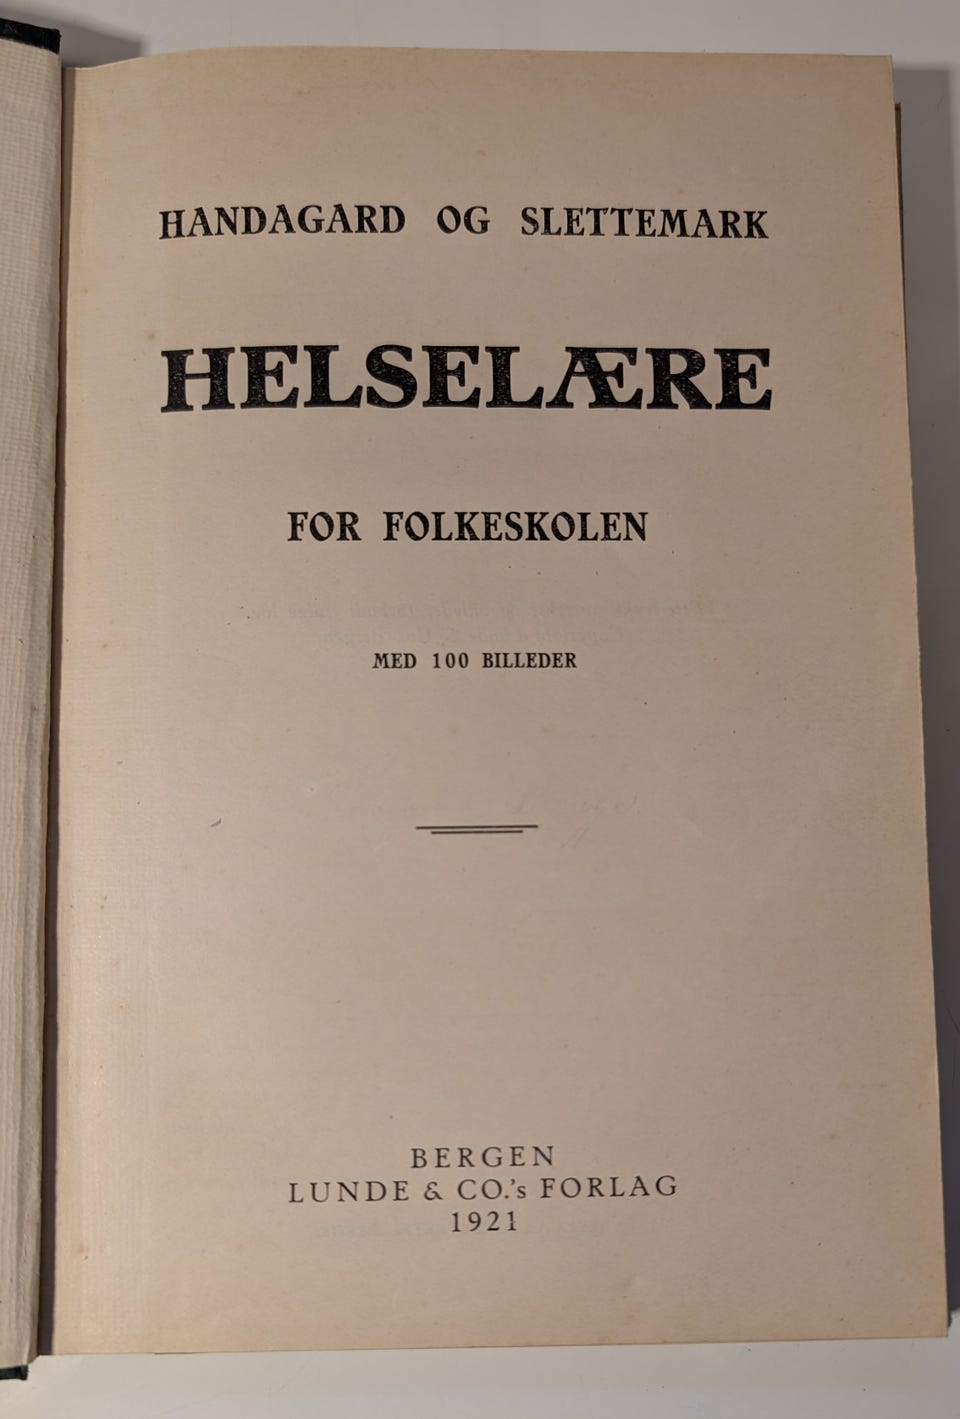 HANDAGARD OG SLETTEMARK
HELSELÆRE
FOR FOLKESKOLEN
MED 100 BILLEDER
BERGEN
LUNDE & CO.'s FORLAG
1921